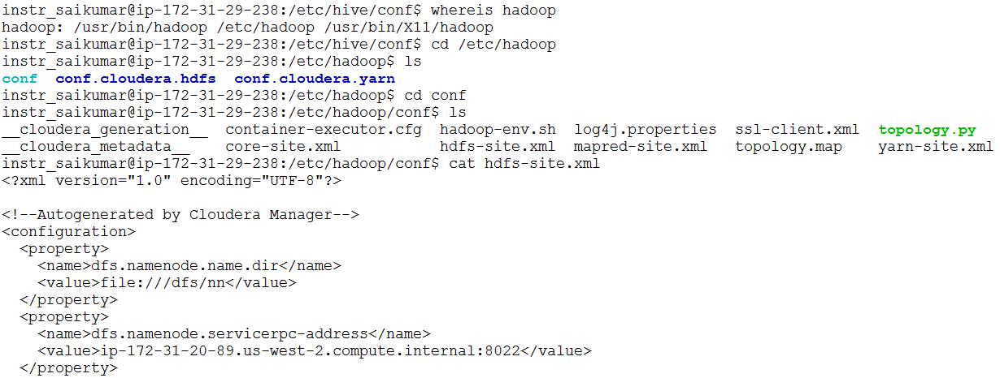 instr_saikumar@ip-172-31-29-238:/etc/hive/conf$ whereis hadoop
hadoop: /usr/bin/hadoop /etc/hadoop /usr/bin/X11/hadoop
instr_saikumar@ip-172-31-29-238:/etc/hive/conf$ cd /etc/hadoop
instr_saikumar@ip-172-31-29-238:/etc/hadoop$ ls
conf  conf.cloudera.hdfs  conf.cloudera.yarn
instr_saikumar@ip-172-31-29-238:/etc/hadoop$ cd conf
instr_saikumar@ip-172-31-29-238:/etc/hadoop/conf$ ls
__cloudera_generation__  container-executor.cfg  hadoop-env.sh  log4j.properties  ssl-client.xml  topology.py
__cloudera_metadata__    core-site.xml           hdfs-site.xml  mapred-site.xml   topology.map    yarn-site.xml
instr_saikumar@ip-172-31-29-238:/etc/hadoop/conf$ cat hdfs-site.xml
<?xml version="1.0" encoding="UTF-8"?>

<!--Autogenerated by Cloudera Manager-->
<configuration>
  <property>
    <name>dfs.namenode.name.dir</name>
    <value>file:///dfs/nn</value>
  </property>
  <property>
    <name>dfs.namenode.servicerpc-address</name>
    <value>ip-172-31-20-89.us-west-2.compute.internal:8022</value>
  </property>